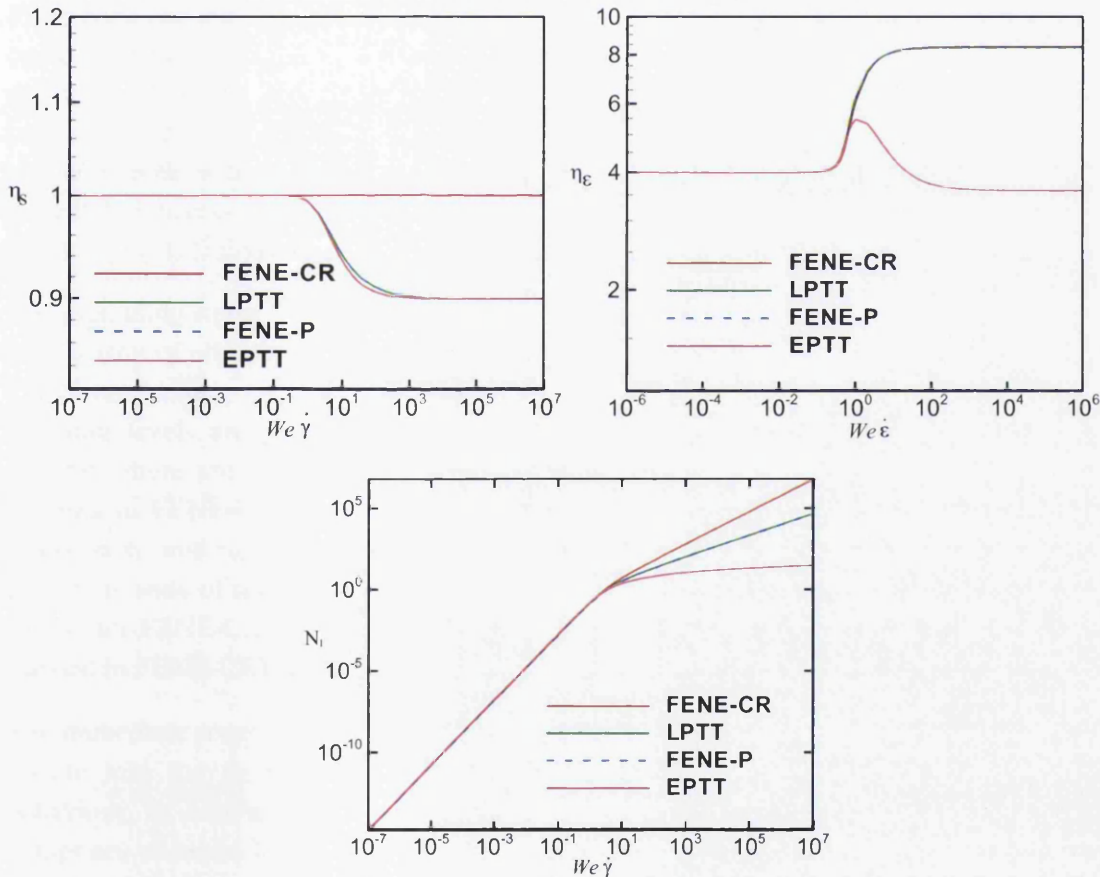 1.2
1.1
1
0.9
ηs
FENE-CR
LPTT
FENE-P
EPTT
10⁻⁷ 10⁻⁵ 10⁻³ 10⁻¹ 10¹ 10³ 10⁵ 10⁷
We γ̇
10
8
6
4
2
ηε
FENE-CR
LPTT
FENE-P
EPTT
10⁻⁶ 10⁻⁴ 10⁻² 10⁰ 10² 10⁴ 10⁶
We ε̇
10⁵
10⁰
10⁻⁵
10⁻¹⁰
N₁
FENE-CR
LPTT
FENE-P
EPTT
10⁻⁷ 10⁻⁵ 10⁻³ 10⁻¹ 10¹ 10³ 10⁵ 10⁷
We γ̇